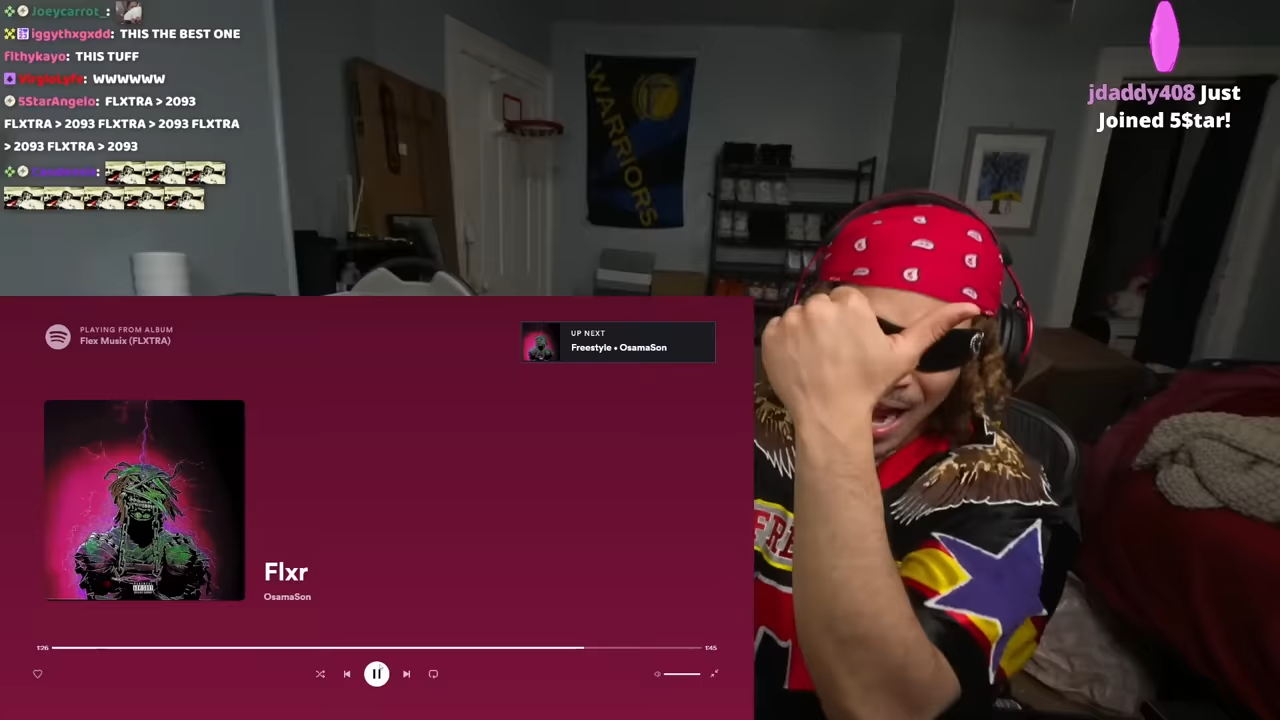 Joeycarrot_:
iggythxgxdd: THIS THE BEST ONE
flthykayo: THIS TUFF
VirgioLyfe: WWWWWW
5StarAngelo: FLXTRA > 2093
FLXTRA > 2093 FLXTRA > 2093 FLXTRA
> 2093 FLXTRA > 2093
jdaddy408 Just
Joined 5$tar!
WARRIORS
PLAYING FROM ALBUM
Flex Musix (FLXTRA)
UP NEXT
Freestyle • OsamaSon
Flxr
OsamaSon
1:26
1:45